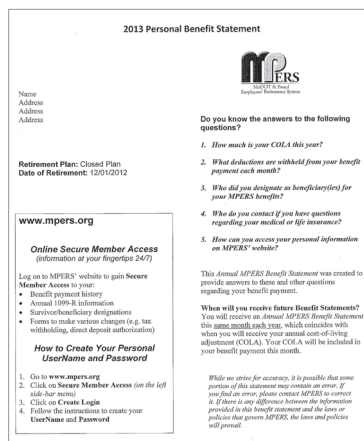 2013 Personal Benefit Statement
MPERS
MoDOT & Patrol
Employees' Retirement System
Name
Address
Address
Address
Retirement Plan: Closed Plan
Date of Retirement: 12/01/2012
www.mpers.org
Online Secure Member Access
(information at your fingertips 24/7)
Log on to MPERS' website to gain Secure
Member Access to your:
• Benefit payment history
• Annual 1099-R information
• Survivor/beneficiary designations
• Forms to make various changes (e.g. tax
withholding, direct deposit authorization)
How to Create Your Personal
UserName and Password
1. Go to www.mpers.org
2. Click on Secure Member Access (on the left
side-bar menu)
3. Click on Create Login
4. Follow the instructions to create your
UserName and Password
Do you know the answers to the following
questions?
1. How much is your COLA this year?
2. What deductions are withheld from your benefit
payment each month?
3. Who did you designate as beneficiary(ies) for
your MPERS benefits?
4. Who do you contact if you have questions
regarding your medical or life insurance?
5. How can you access your personal information
on MPERS' website?
This Annual MPERS Benefit Statement was created to
provide answers to these and other questions
regarding your benefit payment.
When will you receive future Benefit Statements?
You will receive an Annual MPERS Benefit Statement
this same month each year, which coincides with
when you will receive your annual cost-of-living
adjustment (COLA). Your COLA will be included in
your benefit payment this month.
While we strive for accuracy, it is possible that some
portion of this statement may contain an error. If
you find an error, please contact MPERS to correct
it. If there is any difference between the information
provided in this benefit statement and the laws or
policies that govern MPERS, the laws and policies
will prevail.